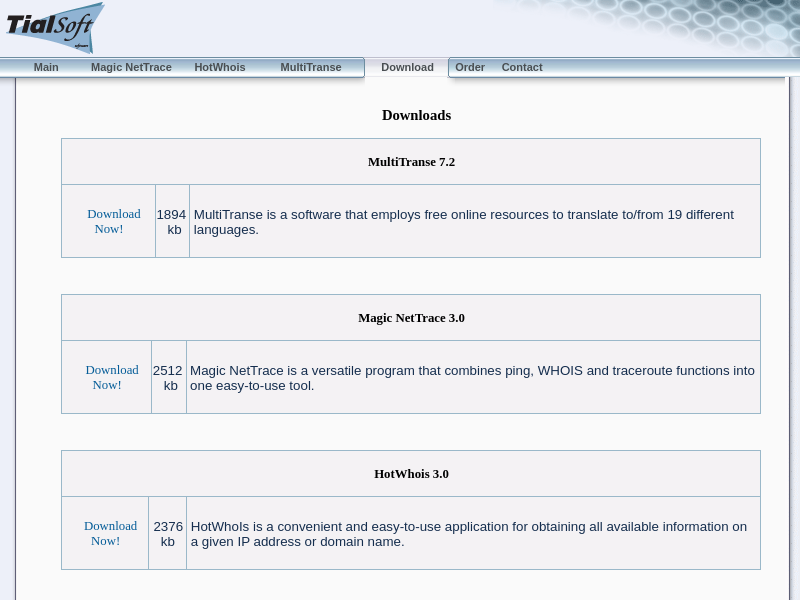 TialSoft
software
Main Magic NetTrace HotWhois MultiTranse Download Order Contact
Downloads
MultiTranse 7.2
Download Now!
1894 kb
MultiTranse is a software that employs free online resources to translate to/from 19 different
languages.
Magic NetTrace 3.0
Download Now!
2512 kb
Magic NetTrace is a versatile program that combines ping, WHOIS and traceroute functions into
one easy-to-use tool.
HotWhois 3.0
Download Now!
2376 kb
HotWhoIs is a convenient and easy-to-use application for obtaining all available information on
a given IP address or domain name.